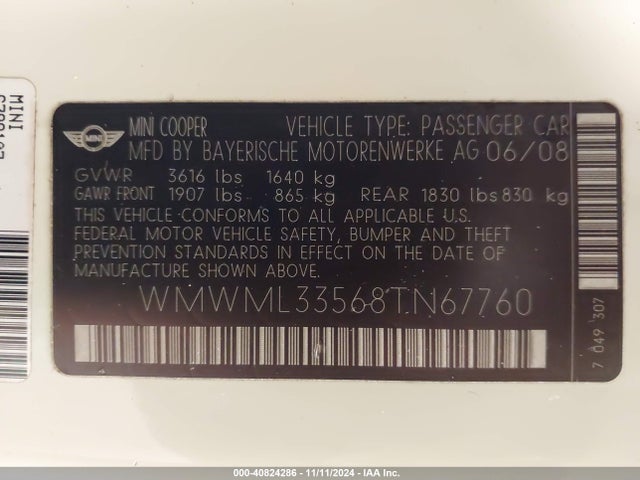 MINI
MINI
MINI COOPER VEHICLE TYPE: PASSENGER CAR
MFD BY BAYERISCHE MOTORENWERKE AG 06/08
GVWR 3616 lbs 1640 kg
GAWR FRONT 1907 lbs 865 kg REAR 1830 lbs 830 kg
THIS VEHICLE CONFORMS TO ALL APPLICABLE U.S.
FEDERAL MOTOR VEHICLE SAFETY, BUMPER AND THEFT
PREVENTION STANDARDS IN EFFECT ON THE DATE OF
MANUFACTURE SHOWN ABOVE.
WMWML33568TN67760
7 049 307
000-40824286 - 11/11/2024 - IAA Inc.